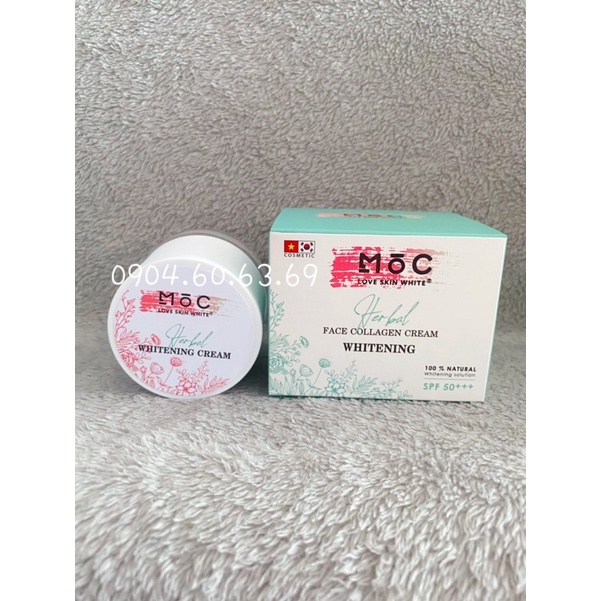 0904.60.63.69
MōC
LOVE SKIN WHITE®
Herbal
WHITENING CREAM
MōC
COSMETIC
MōC
LOVE SKIN WHITE®
Herbal
FACE COLLAGEN CREAM
WHITENING
100 % NATURAL
Whitening solution
SPF 50+++